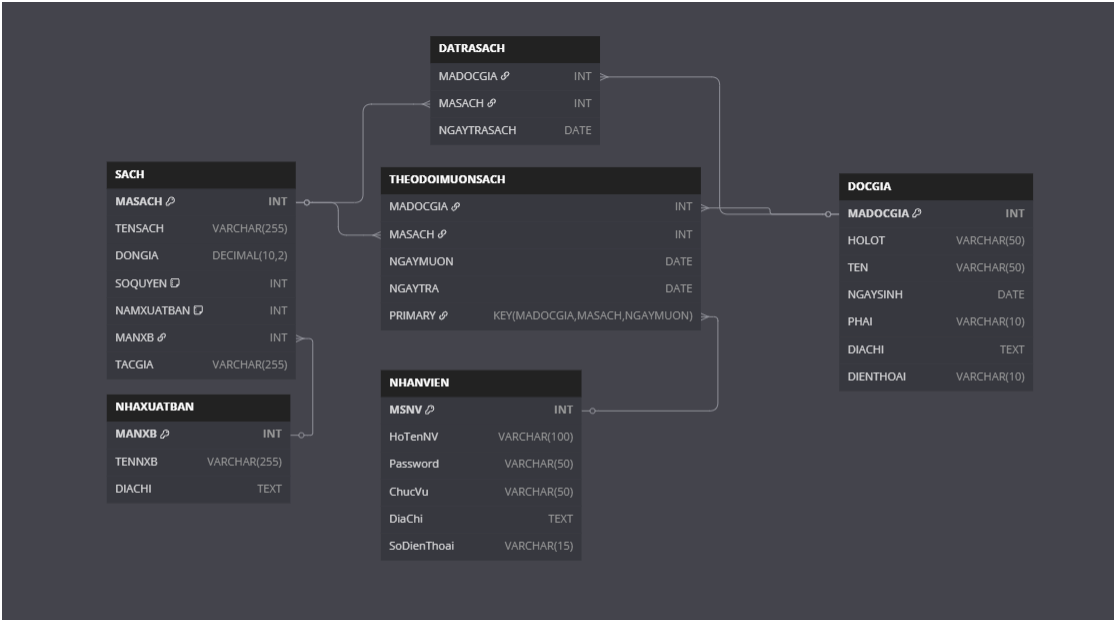 DATRASACH
MADOCGIA INT
MASACH INT
NGAYTRASACH DATE
SACH
MASACH INT
TENSACH VARCHAR(255)
DONGIA DECIMAL(10,2)
SOQUYEN INT
NAMXUATBAN INT
MANXB INT
TACGIA VARCHAR(255)
THEODOIMUONSACH
MADOCGIA INT
MASACH INT
NGAYMUON DATE
NGAYTRA DATE
PRIMARY KEY(MADOCGIA,MASACH,NGAYMUON)
DOCGIA
MADOCGIA INT
HOLOT VARCHAR(50)
TEN VARCHAR(50)
NGAYSINH DATE
PHAI VARCHAR(10)
DIACHI TEXT
DIENTHOAI VARCHAR(10)
NHAXUATBAN
MANXB INT
TENNXB VARCHAR(255)
DIACHI TEXT
NHANVIEN
MSNV INT
HoTenNV VARCHAR(100)
Password VARCHAR(50)
ChucVu VARCHAR(50)
DiaChi TEXT
SoDienThoai VARCHAR(15)